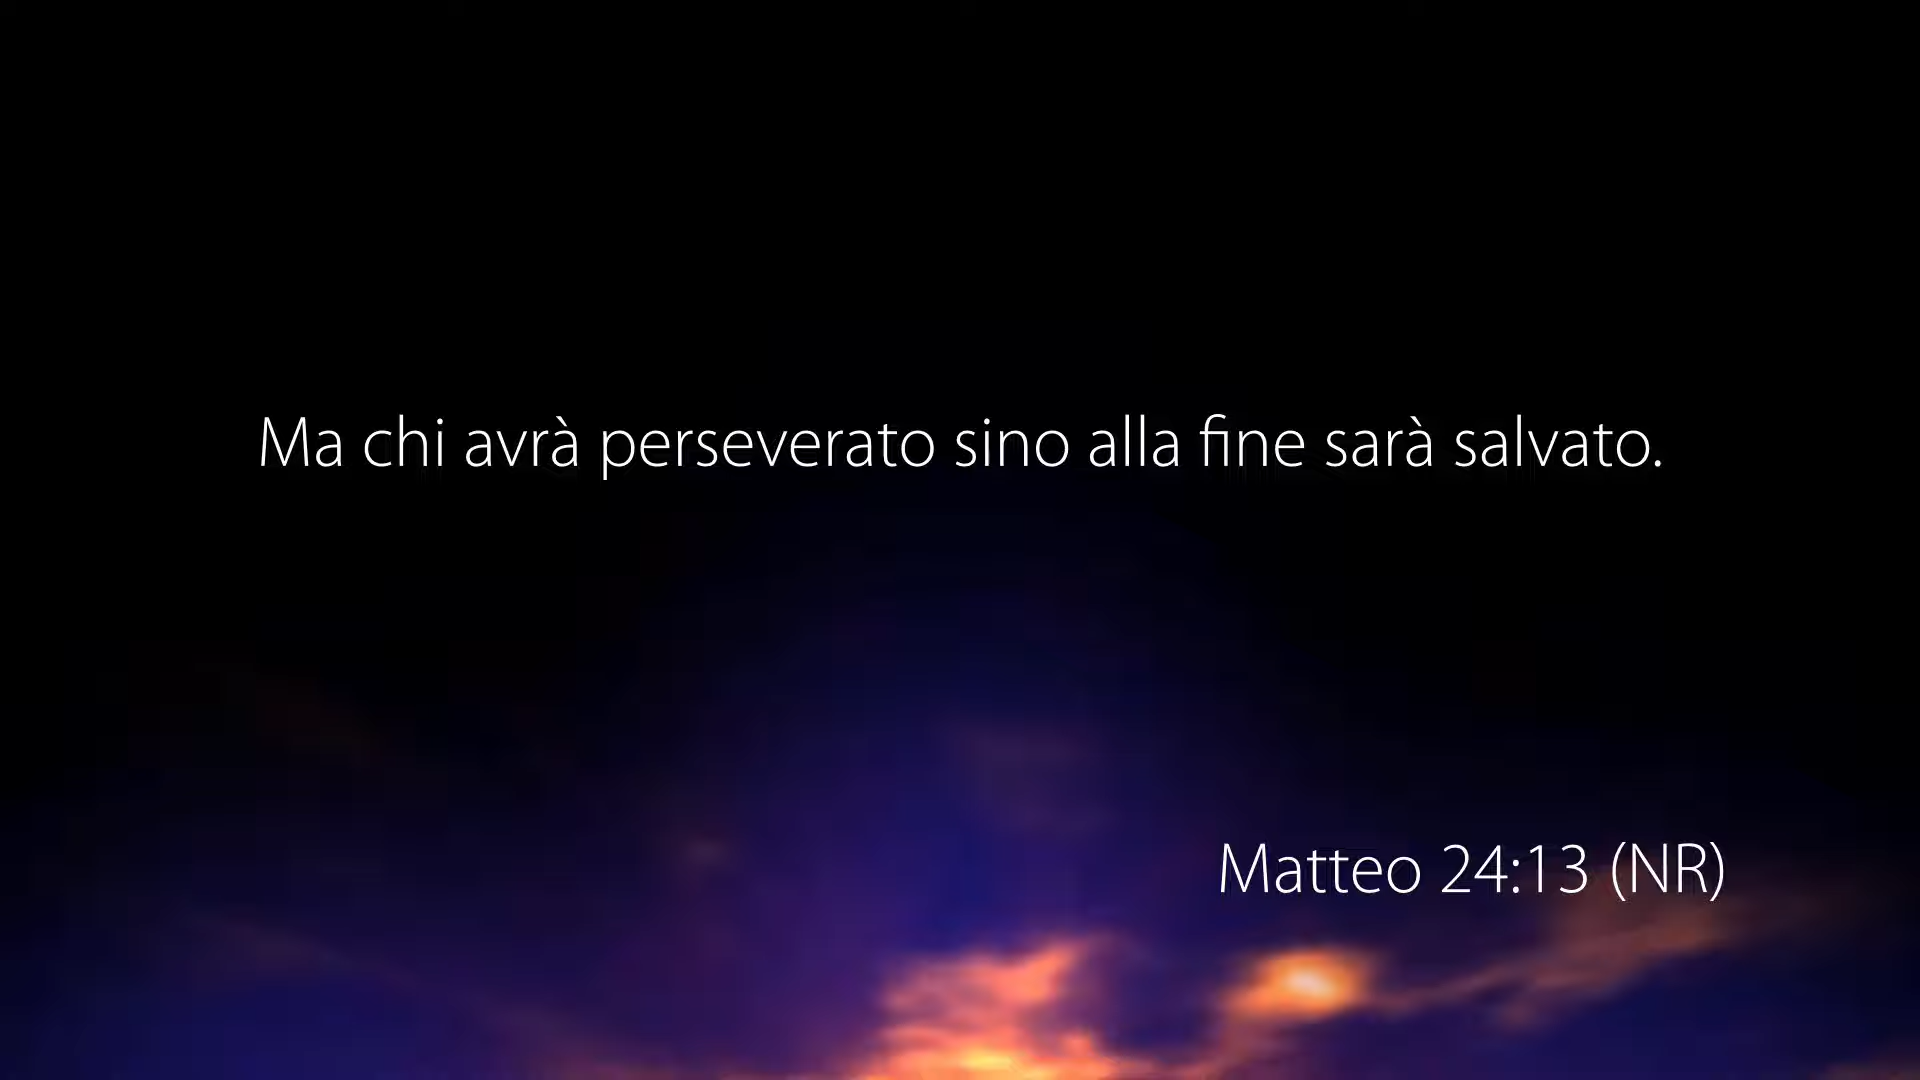 Ma chi avrà perseverato sino alla fine sarà salvato.
Matteo 24:13 (NR)